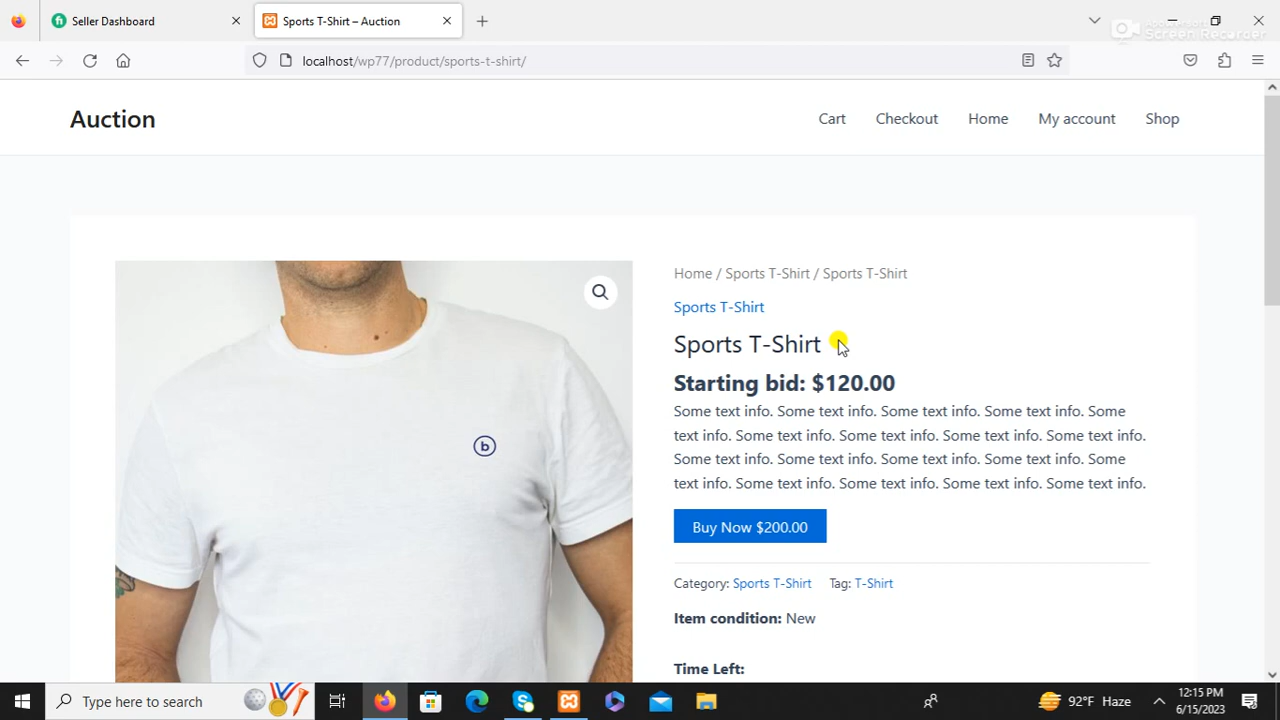 Seller Dashboard
Sports T-Shirt – Auction
Screen Recorder
localhost/wp77/product/sports-t-shirt/
Auction
Cart
Checkout
Home
My account
Shop
Home / Sports T-Shirt / Sports T-Shirt
Sports T-Shirt
Sports T-Shirt
Starting bid: $120.00
Some text info. Some text info. Some text info. Some text info. Some
text info. Some text info. Some text info. Some text info. Some text info.
Some text info. Some text info. Some text info. Some text info. Some
text info. Some text info. Some text info. Some text info. Some text info.
b
Buy Now $200.00
Category: Sports T-Shirt Tag: T-Shirt
Item condition: New
Time Left:
Type here to search
92°F Haze
12:15 PM
6/15/2023